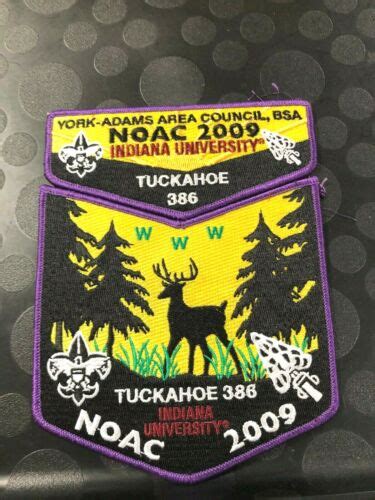 YORK-ADAMS AREA COUNCIL, BSA
NOAC 2009
INDIANA UNIVERSITY®
TUCKAHOE
386
W W W
TUCKAHOE 386
INDIANA
UNIVERSITY®
NOAC 2009